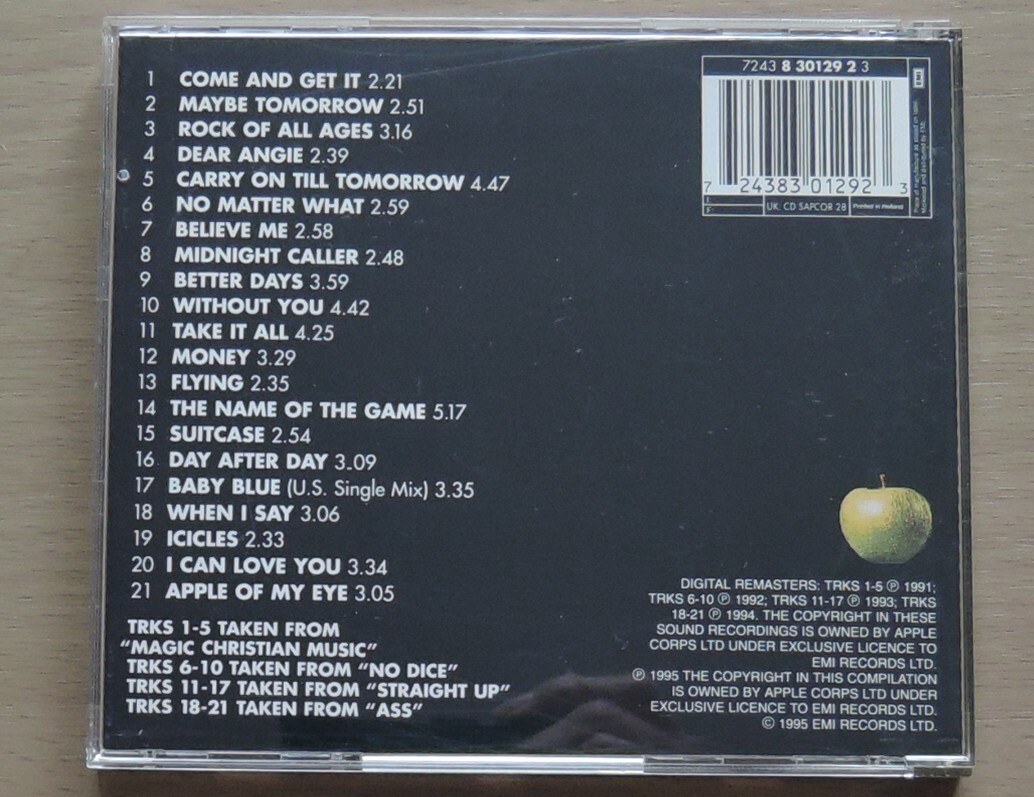 1 COME AND GET IT 2.21
2 MAYBE TOMORROW 2.51
3 ROCK OF ALL AGES 3.16
4 DEAR ANGIE 2.39
5 CARRY ON TILL TOMORROW 4.47
6 NO MATTER WHAT 2.59
7 BELIEVE ME 2.58
8 MIDNIGHT CALLER 2.48
9 BETTER DAYS 3.59
10 WITHOUT YOU 4.42
11 TAKE IT ALL 4.25
12 MONEY 3.29
13 FLYING 2.35
14 THE NAME OF THE GAME 5.17
15 SUITCASE 2.54
16 DAY AFTER DAY 3.09
17 BABY BLUE (U.S. Single Mix) 3.35
18 WHEN I SAY 3.06
19 ICICLES 2.33
20 I CAN LOVE YOU 3.34
21 APPLE OF MY EYE 3.05
TRKS 1-5 TAKEN FROM
“MAGIC CHRISTIAN MUSIC”
TRKS 6-10 TAKEN FROM “NO DICE”
TRKS 11-17 TAKEN FROM “STRAIGHT UP”
TRKS 18-21 TAKEN FROM “ASS”
7243 8 30129 2 3
EMI
7 24383 01292 3
UK: CD SAPCOR 28
Printed in Holland
DIGITAL REMASTERS: TRKS 1-5 ℗ 1991;
TRKS 6-10 ℗ 1992; TRKS 11-17 ℗ 1993; TRKS
18-21 ℗ 1994. THE COPYRIGHT IN THESE
SOUND RECORDINGS IS OWNED BY APPLE
CORPS LTD UNDER EXCLUSIVE LICENCE TO
EMI RECORDS LTD.
℗ 1995 THE COPYRIGHT IN THIS COMPILATION
IS OWNED BY APPLE CORPS LTD UNDER
EXCLUSIVE LICENCE TO EMI RECORDS LTD.
© 1995 EMI RECORDS LTD.